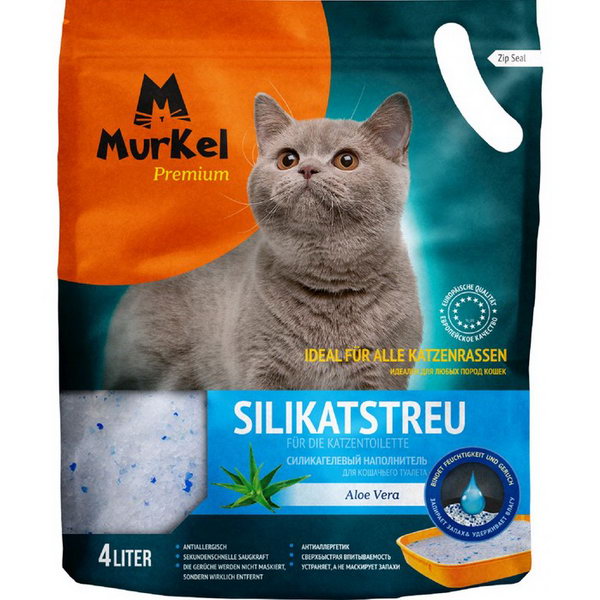 Zip Seal
MurKel
Premium
EUROPÄISCHE QUALITÄT
ЕВРОПЕЙСКОЕ КАЧЕСТВО
IDEAL FÜR ALLE KATZENRASSEN
ИДЕАЛЕН ДЛЯ ЛЮБЫХ ПОРОД КОШЕК
SILIKATSTREU
FÜR DIE KATZENTOILETTE
СИЛИКАГЕЛЕВЫЙ НАПОЛНИТЕЛЬ
ДЛЯ КОШАЧЬЕГО ТУАЛЕТА
Aloe Vera
BINDET FEUCHTIGKEIT UND GERUCH
ЗАПИРАЕТ ЗАПАХ & УДЕРЖИВАЕТ ВЛАГУ
4 LITER
• ANTIALLERGISCH
• SEKUNDENSCHNELLE SAUGKRAFT
• DIE GERÜCHE WERDEN NICHT MASKIERT,
SONDERN WIRKLICH ENTFERNT
• АНТИАЛЛЕРГЕТИК
• СВЕРХБЫСТРАЯ ВПИТЫВАЕМОСТЬ
• УСТРАНЯЕТ, А НЕ МАСКИРУЕТ ЗАПАХИ